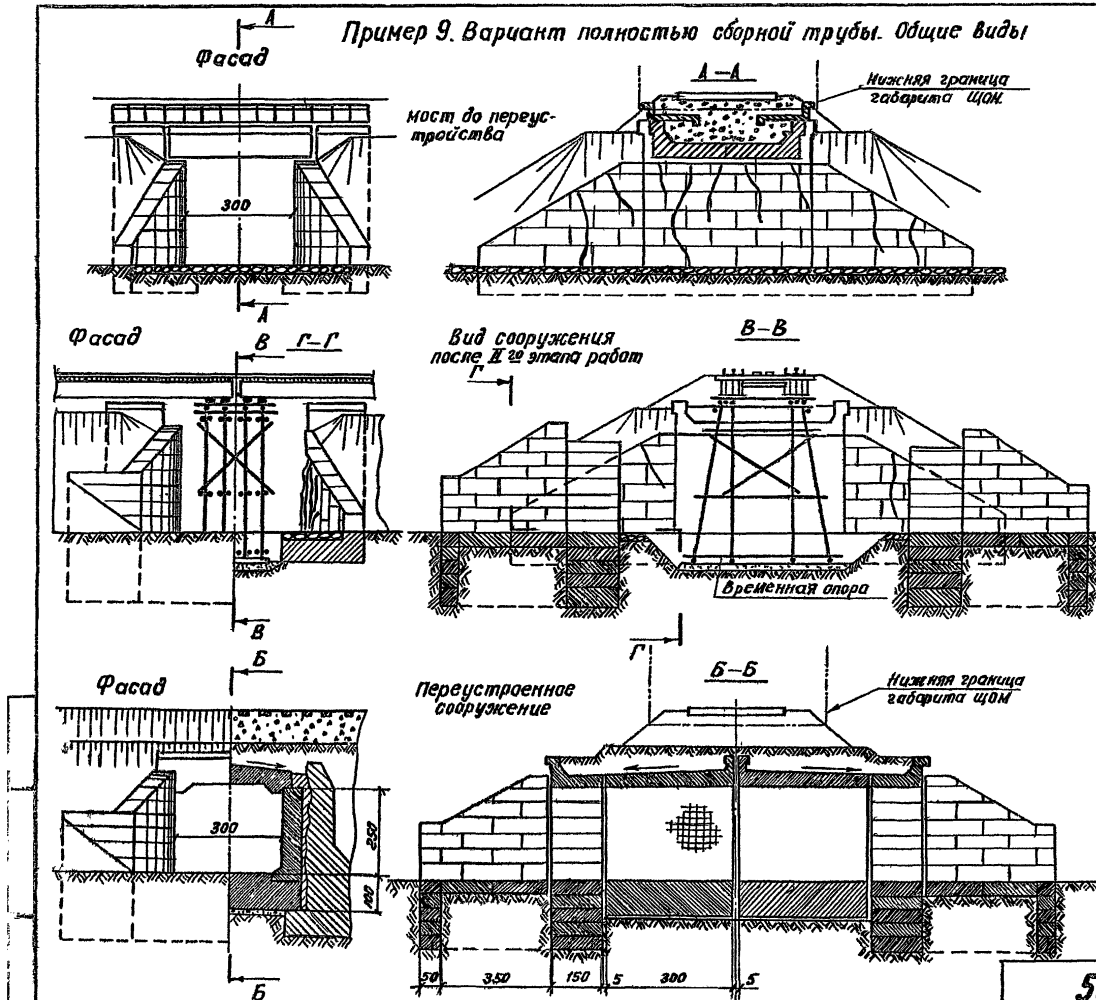 Пример 9. Вариант полностью сборной трубы. Общие виды
А
Фасад
мост до переус-
тройства
300
А
А-А
Нижняя граница
габарита щом.
Фасад
В
Г-Г
В
Вид сооружения
после II го этапа работ
Г
В-В
Временная опора
Г
Фасад
Б
300
250
100
Б
Переустроенное
сооружение
Б-Б
Нижняя граница
габарита щом
50
350
150
5
300
5
5